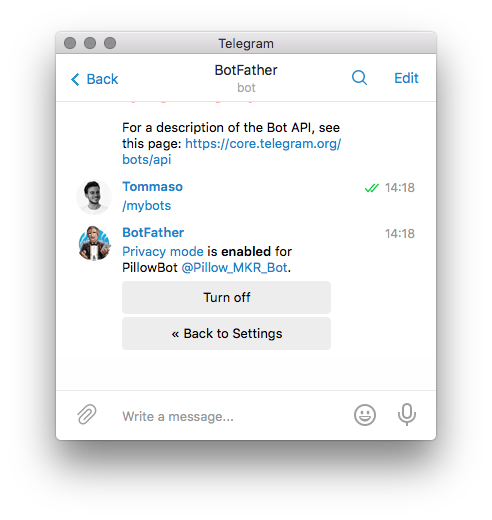 Telegram
Back
BotFather
bot
Edit
For a description of the Bot API, see
this page: https://core.telegram.org/
bots/api
Tommaso
14:18
/mybots
BotFather
14:18
Privacy mode is enabled for
PillowBot @Pillow_MKR_Bot.
Turn off
« Back to Settings
Write a message...